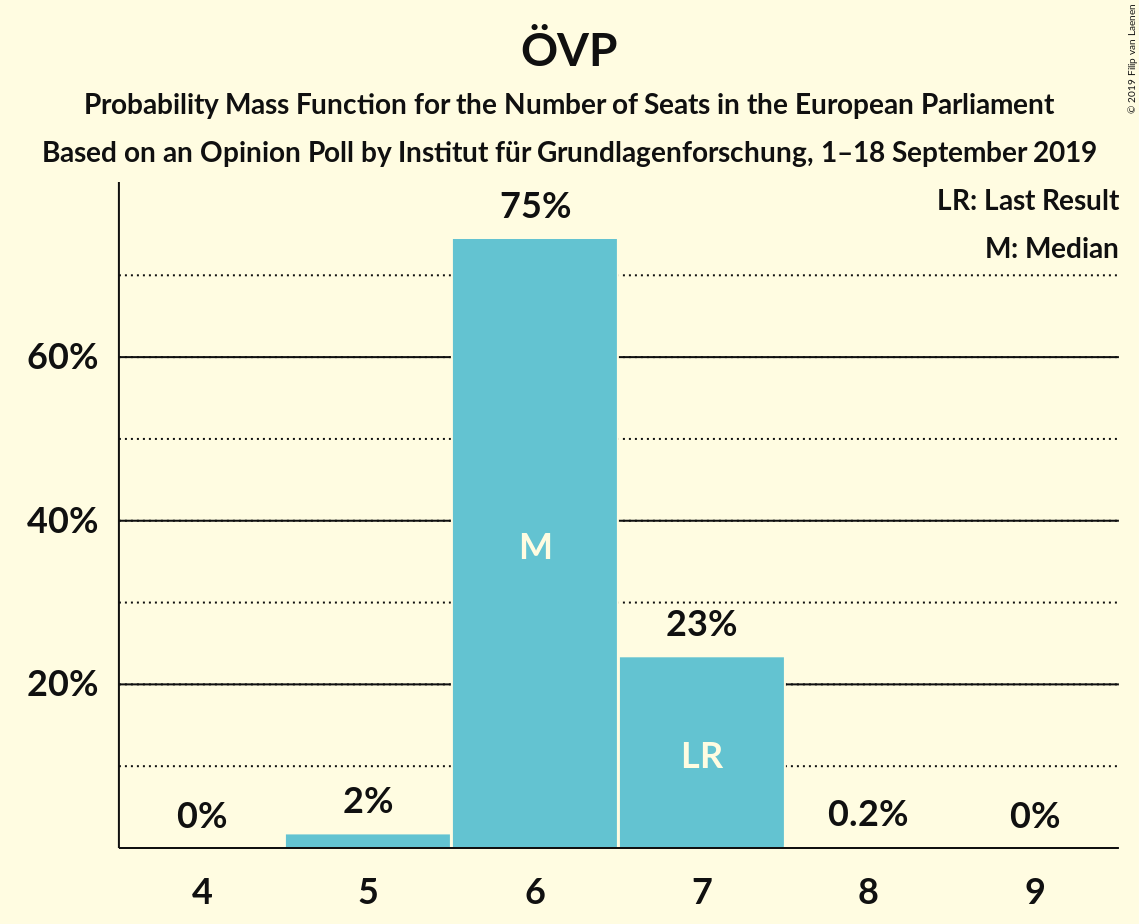 ÖVP
Probability Mass Function for the Number of Seats in the European Parliament
Based on an Opinion Poll by Institut für Grundlagenforschung, 1–18 September 2019
© 2019 Filip van Laenen
LR: Last Result
M: Median
75%
60%
40%
M
23%
20%
LR
0%
2%
0.2%
0%
4 5 6 7 8 9